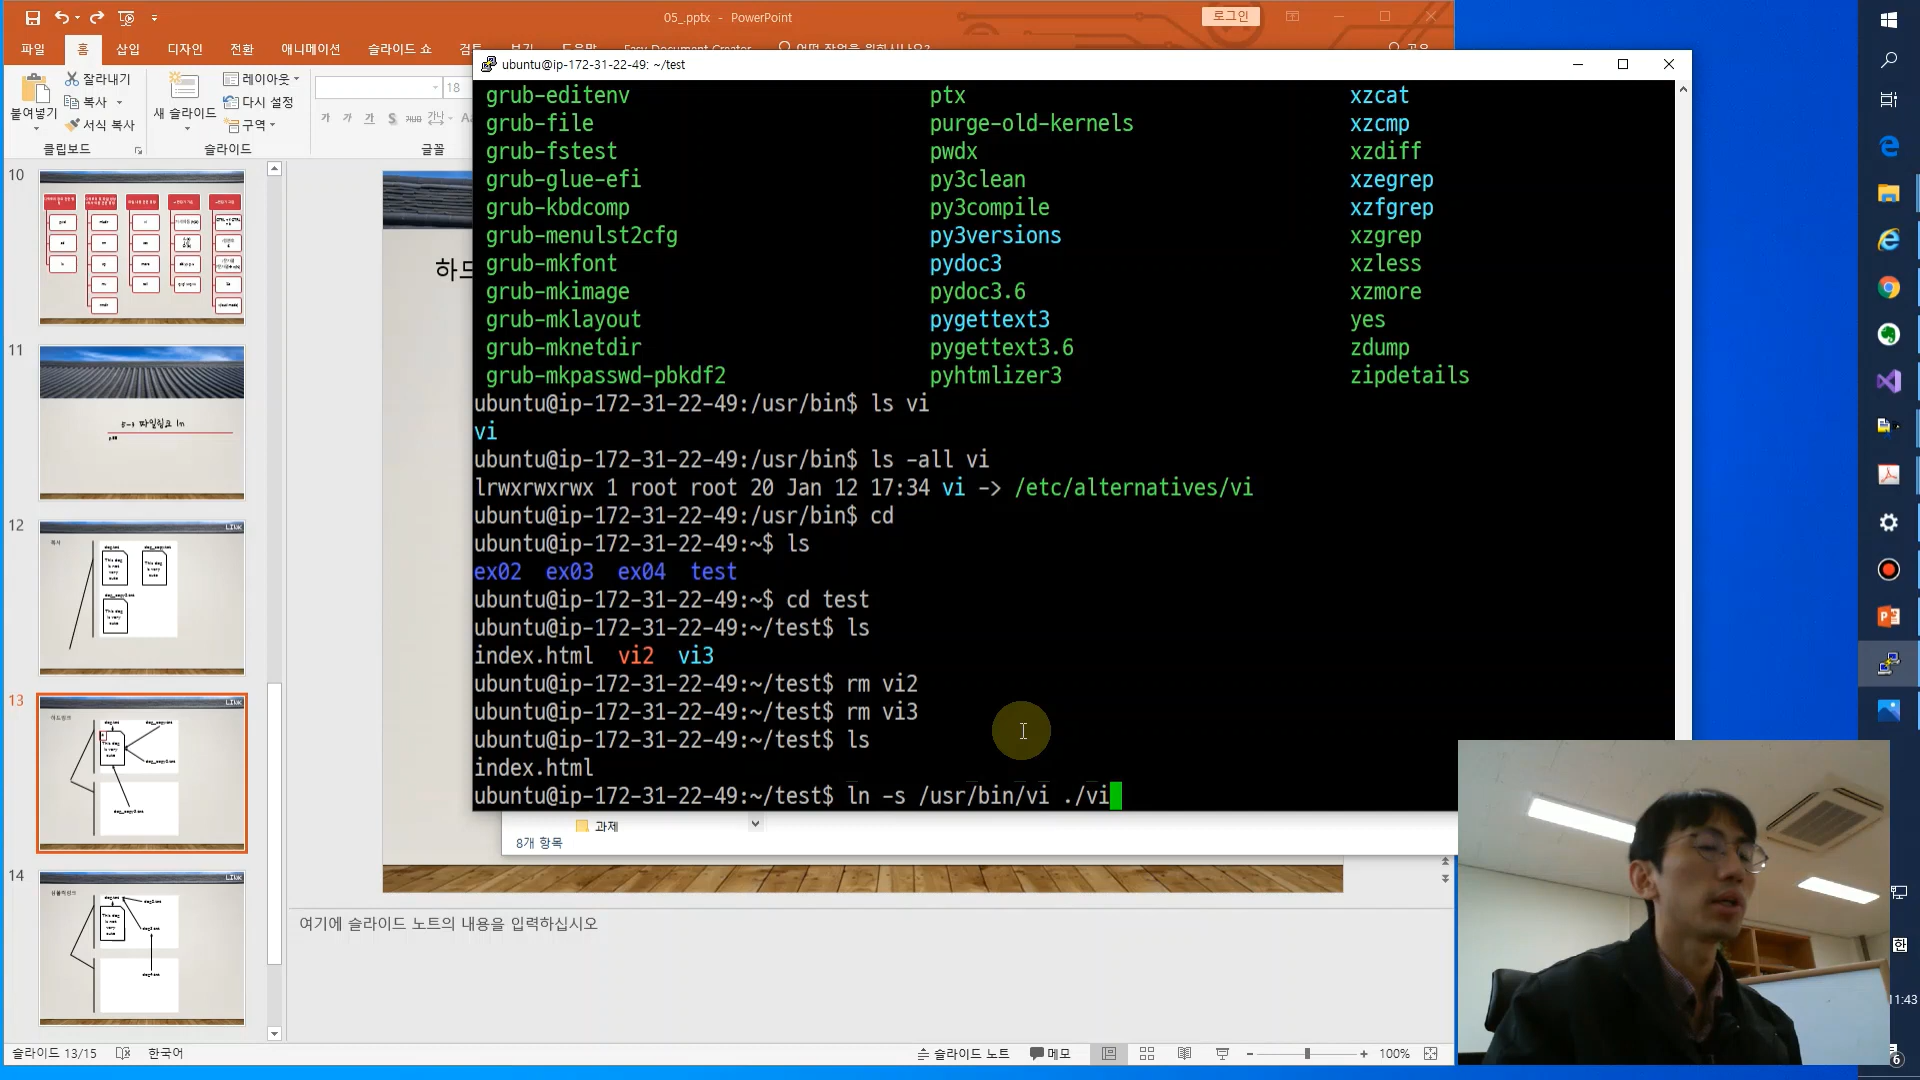 05_.pptx - PowerPoint
로그인
파일 홈 삽입 디자인 전환 애니메이션 슬라이드 쇼
붙여넣기
잘라내기
복사
서식 복사
클립보드
새 슬라이드
레이아웃
다시 설정
구역
슬라이드
18
글꼴
ubuntu@ip-172-31-22-49: ~/test
grub-editenv ptx xzcat
grub-file purge-old-kernels xzcmp
grub-fstest pwdx xzdiff
grub-glue-efi py3clean xzegrep
grub-kbdcomp py3compile xzfgrep
grub-menulst2cfg py3versions xzgrep
grub-mkfont pydoc3 xzless
grub-mkimage pydoc3.6 xzmore
grub-mklayout pygettext3 yes
grub-mknetdir pygettext3.6 zdump
grub-mkpasswd-pbkdf2 pyhtmlizer3 zipdetails
ubuntu@ip-172-31-22-49:/usr/bin$ ls vi
vi
ubuntu@ip-172-31-22-49:/usr/bin$ ls -all vi
lrwxrwxrwx 1 root root 20 Jan 12 17:34 vi -> /etc/alternatives/vi
ubuntu@ip-172-31-22-49:/usr/bin$ cd
ubuntu@ip-172-31-22-49:~$ ls
ex02 ex03 ex04 test
ubuntu@ip-172-31-22-49:~$ cd test
ubuntu@ip-172-31-22-49:~/test$ ls
index.html vi2 vi3
ubuntu@ip-172-31-22-49:~/test$ rm vi2
ubuntu@ip-172-31-22-49:~/test$ rm vi3
ubuntu@ip-172-31-22-49:~/test$ ls
index.html
ubuntu@ip-172-31-22-49:~/test$ ln -s /usr/bin/vi ./vi
과제
8개 항목
10
11
12
13
14
여기에 슬라이드 노트의 내용을 입력하십시오
슬라이드 13/15 한국어
슬라이드 노트 메모 100%
한
11:43
6